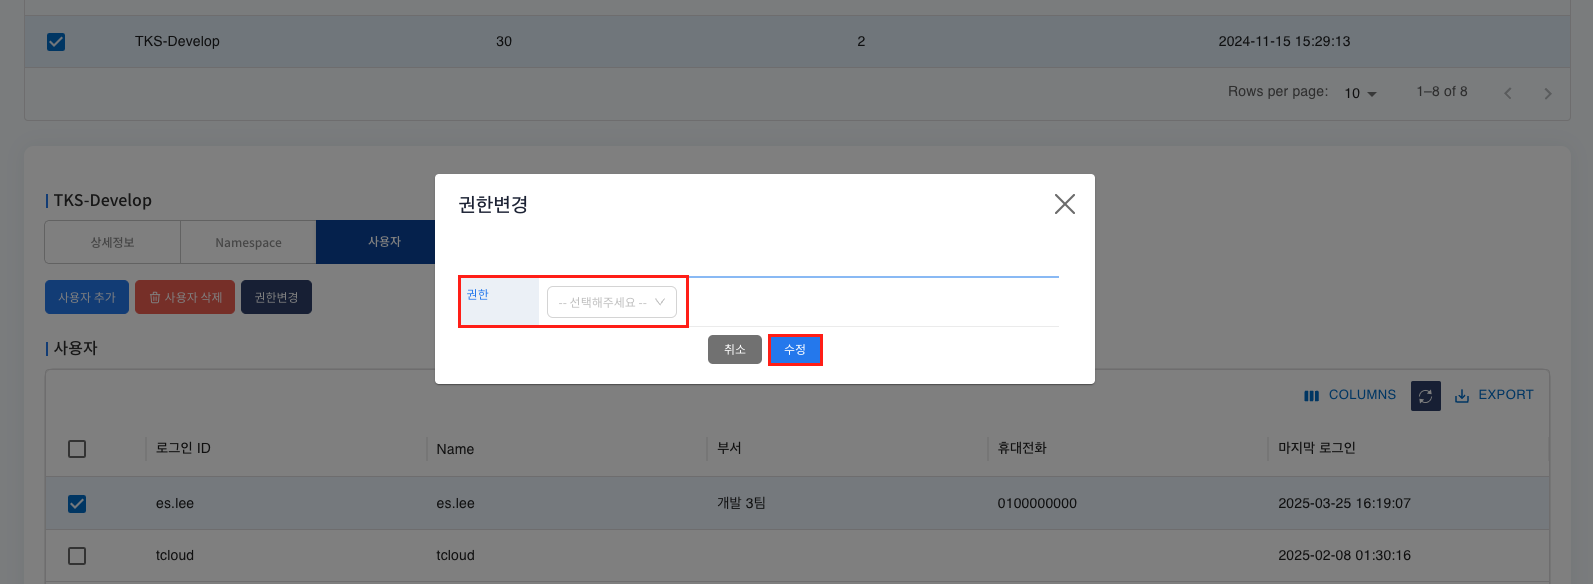 TKS-Develop 30 2 2024-11-15 15:29:13
Rows per page: 10 1–8 of 8
TKS-Develop
상세정보 Namespace 사용자
사용자 추가 사용자 삭제 권한변경
권한변경
권한 -- 선택해주세요 --
취소 수정
사용자
COLUMNS EXPORT
로그인 ID Name 부서 휴대전화 마지막 로그인
es.lee es.lee 개발 3팀 0100000000 2025-03-25 16:19:07
tcloud tcloud 2025-02-08 01:30:16